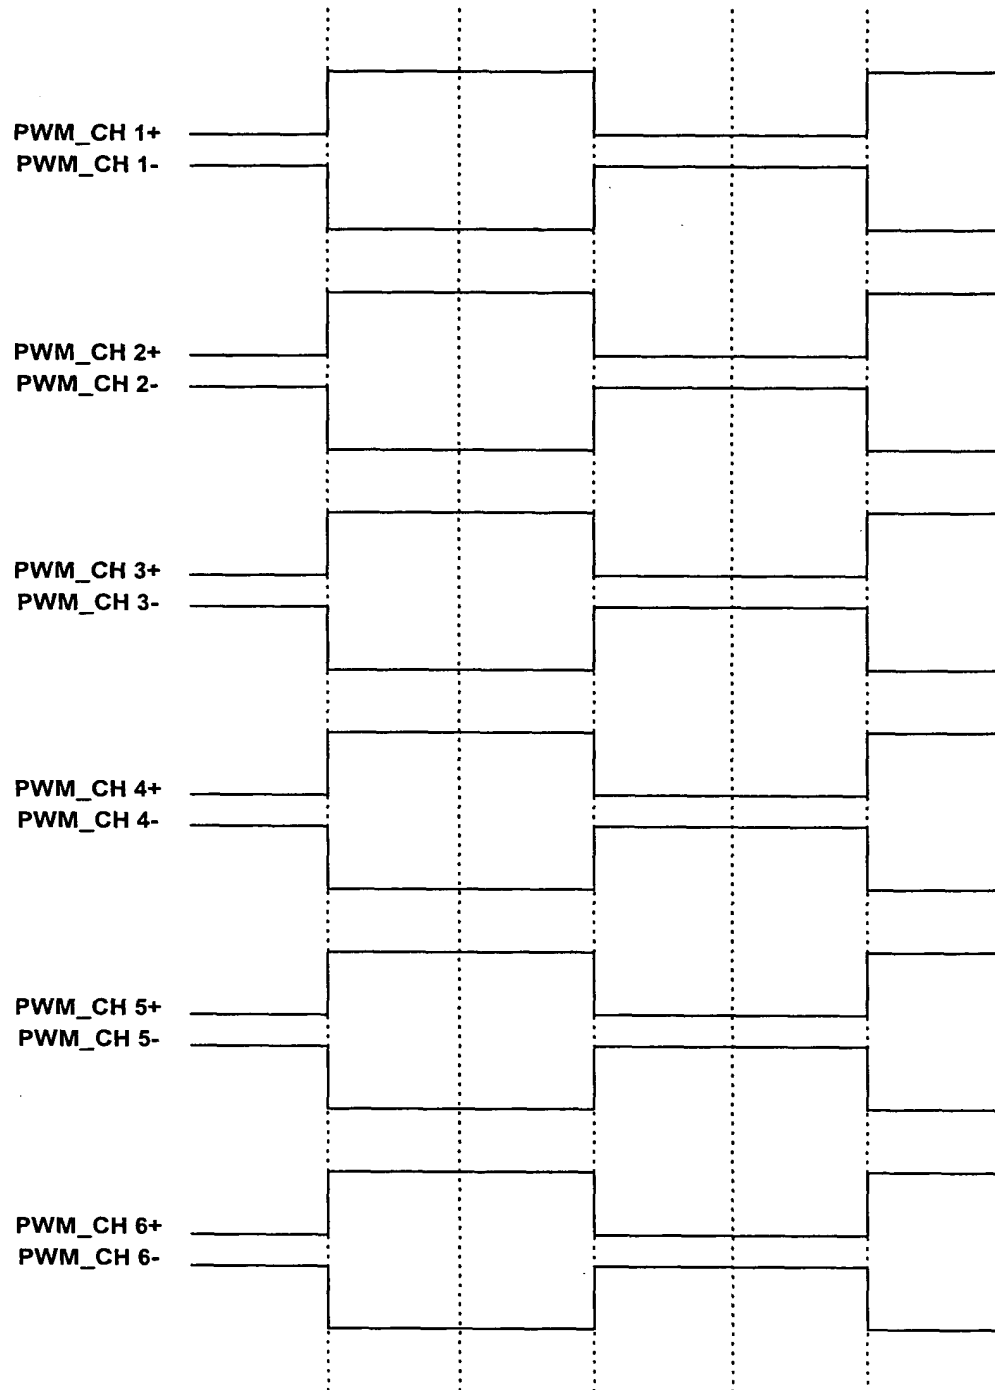 PWM_CH 1+
PWM_CH 1-
PWM_CH 2+
PWM_CH 2-
PWM_CH 3+
PWM_CH 3-
PWM_CH 4+
PWM_CH 4-
PWM_CH 5+
PWM_CH 5-
PWM_CH 6+
PWM_CH 6-